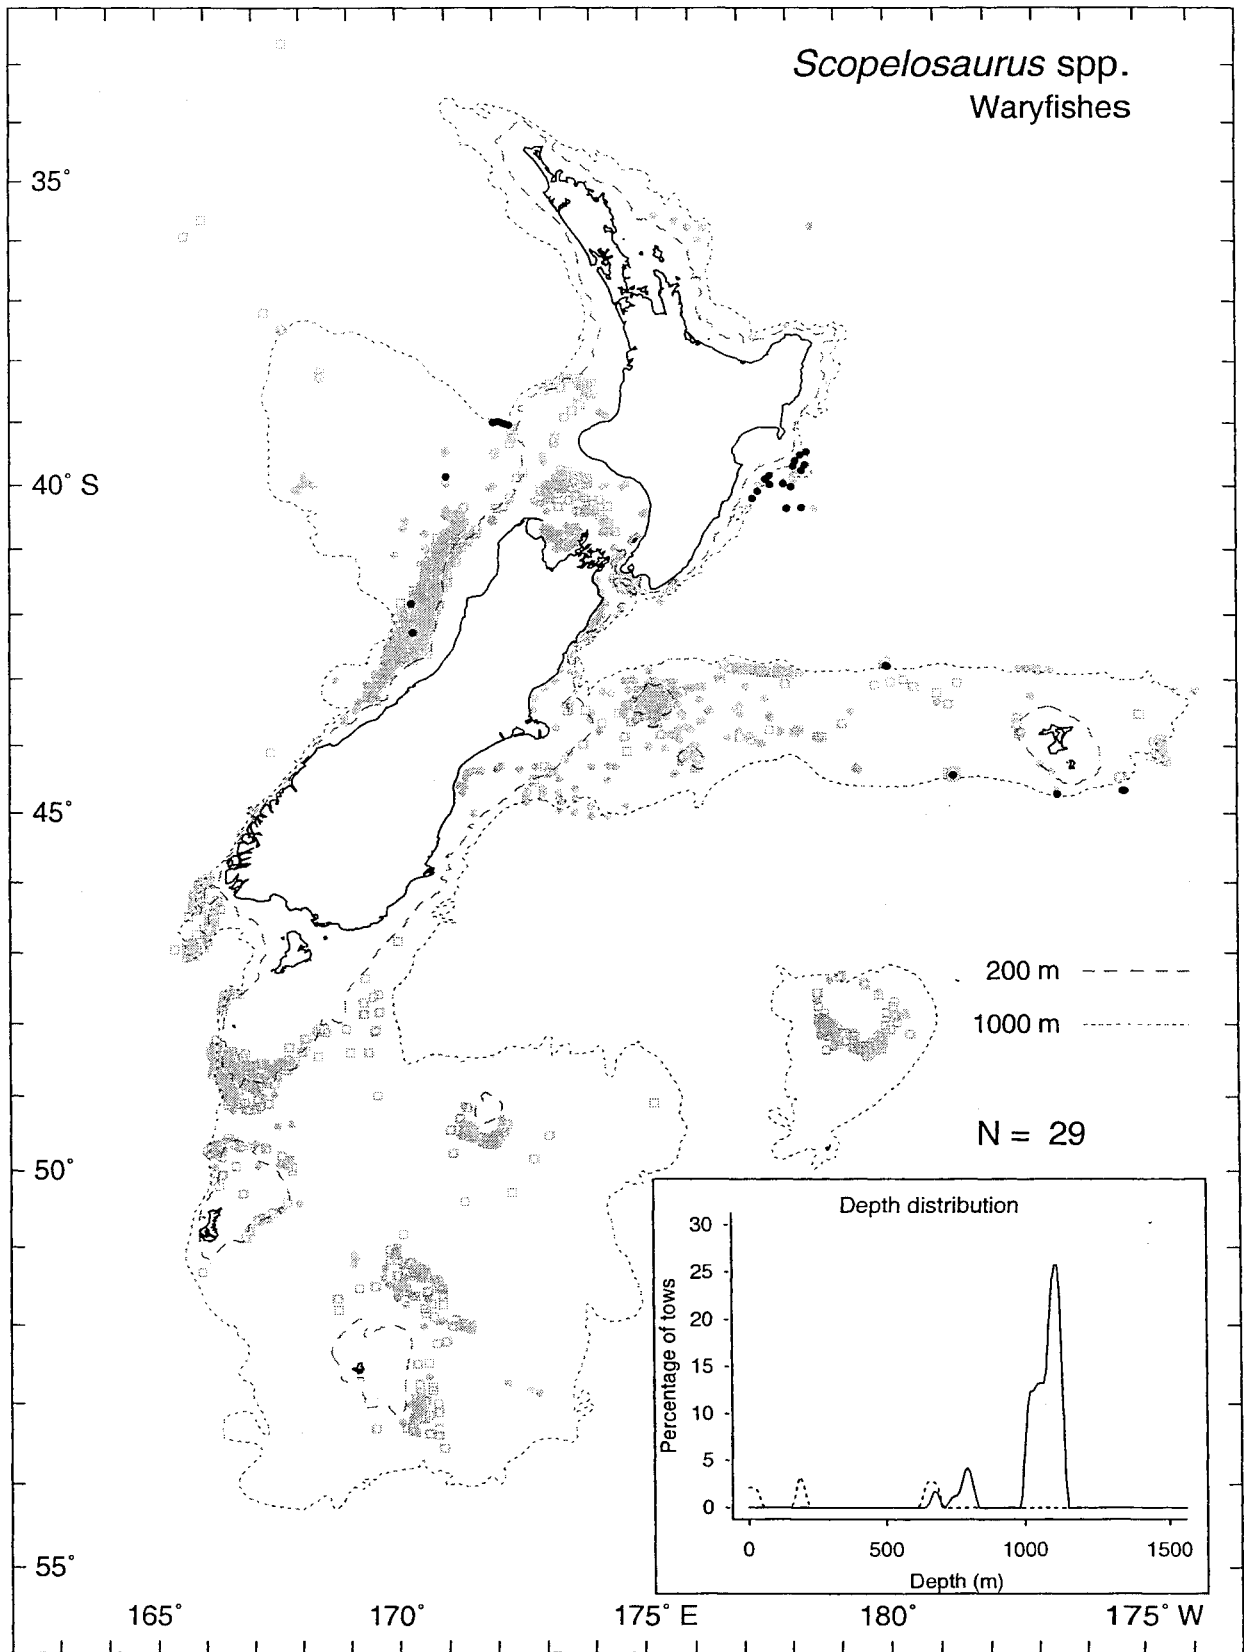 Scopelosaurus spp.
Waryfishes
35°
40° S
45°
50°
55°
200 m
1000 m
N = 29
Depth distribution
Percentage of tows
30
25
20
15
10
5
0
0 500 1000 1500
Depth (m)
165° 170° 175° E 180° 175° W